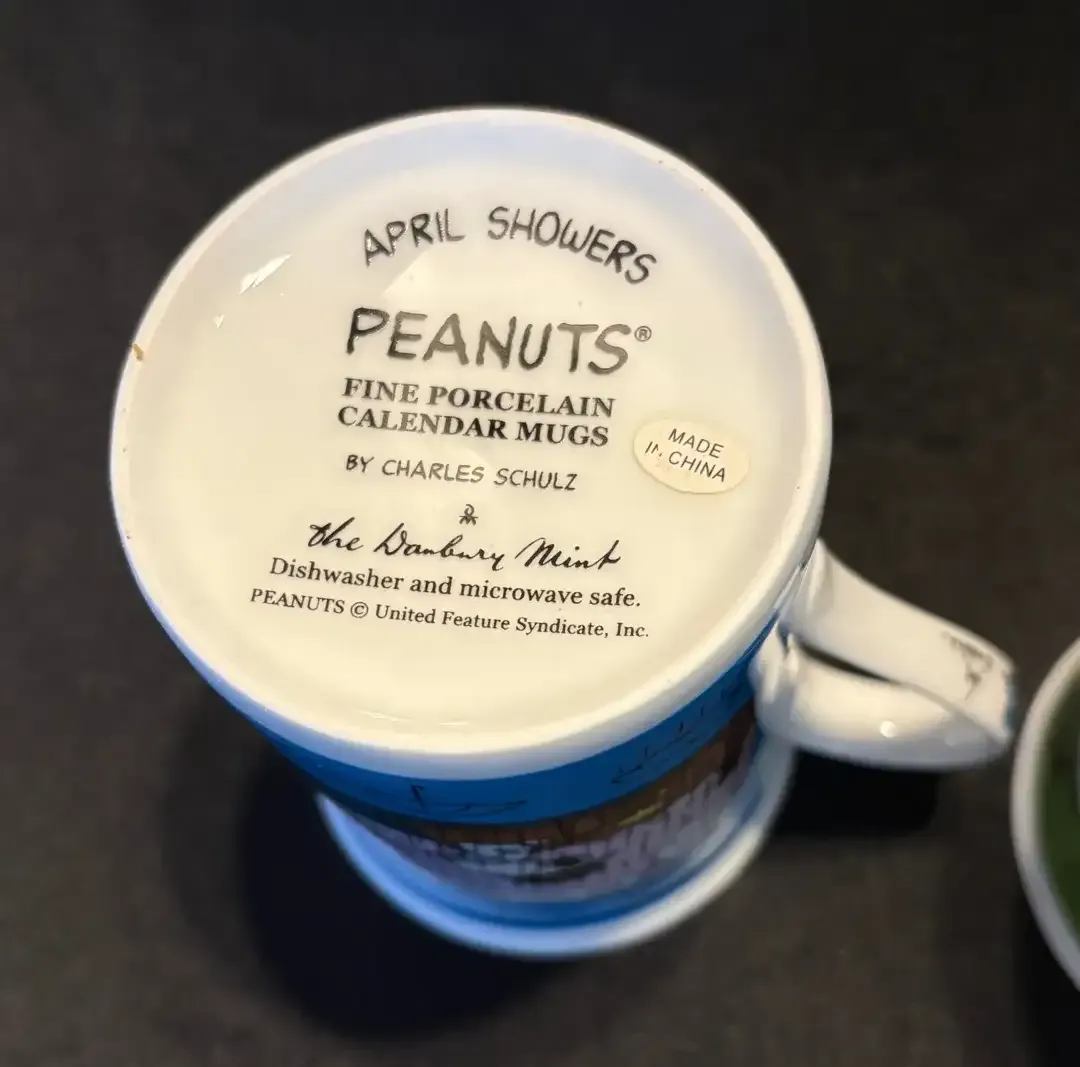 APRIL SHOWERS
PEANUTS®
FINE PORCELAIN
CALENDAR MUGS
BY CHARLES SCHULZ
MADE
IN CHINA
the Danbury Mint
Dishwasher and microwave safe.
PEANUTS © United Feature Syndicate, Inc.